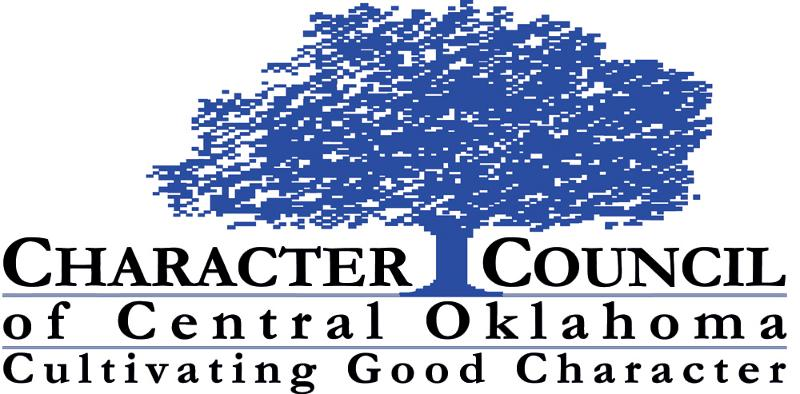 CHARACTER COUNCIL
of Central Oklahoma
Cultivating Good Character